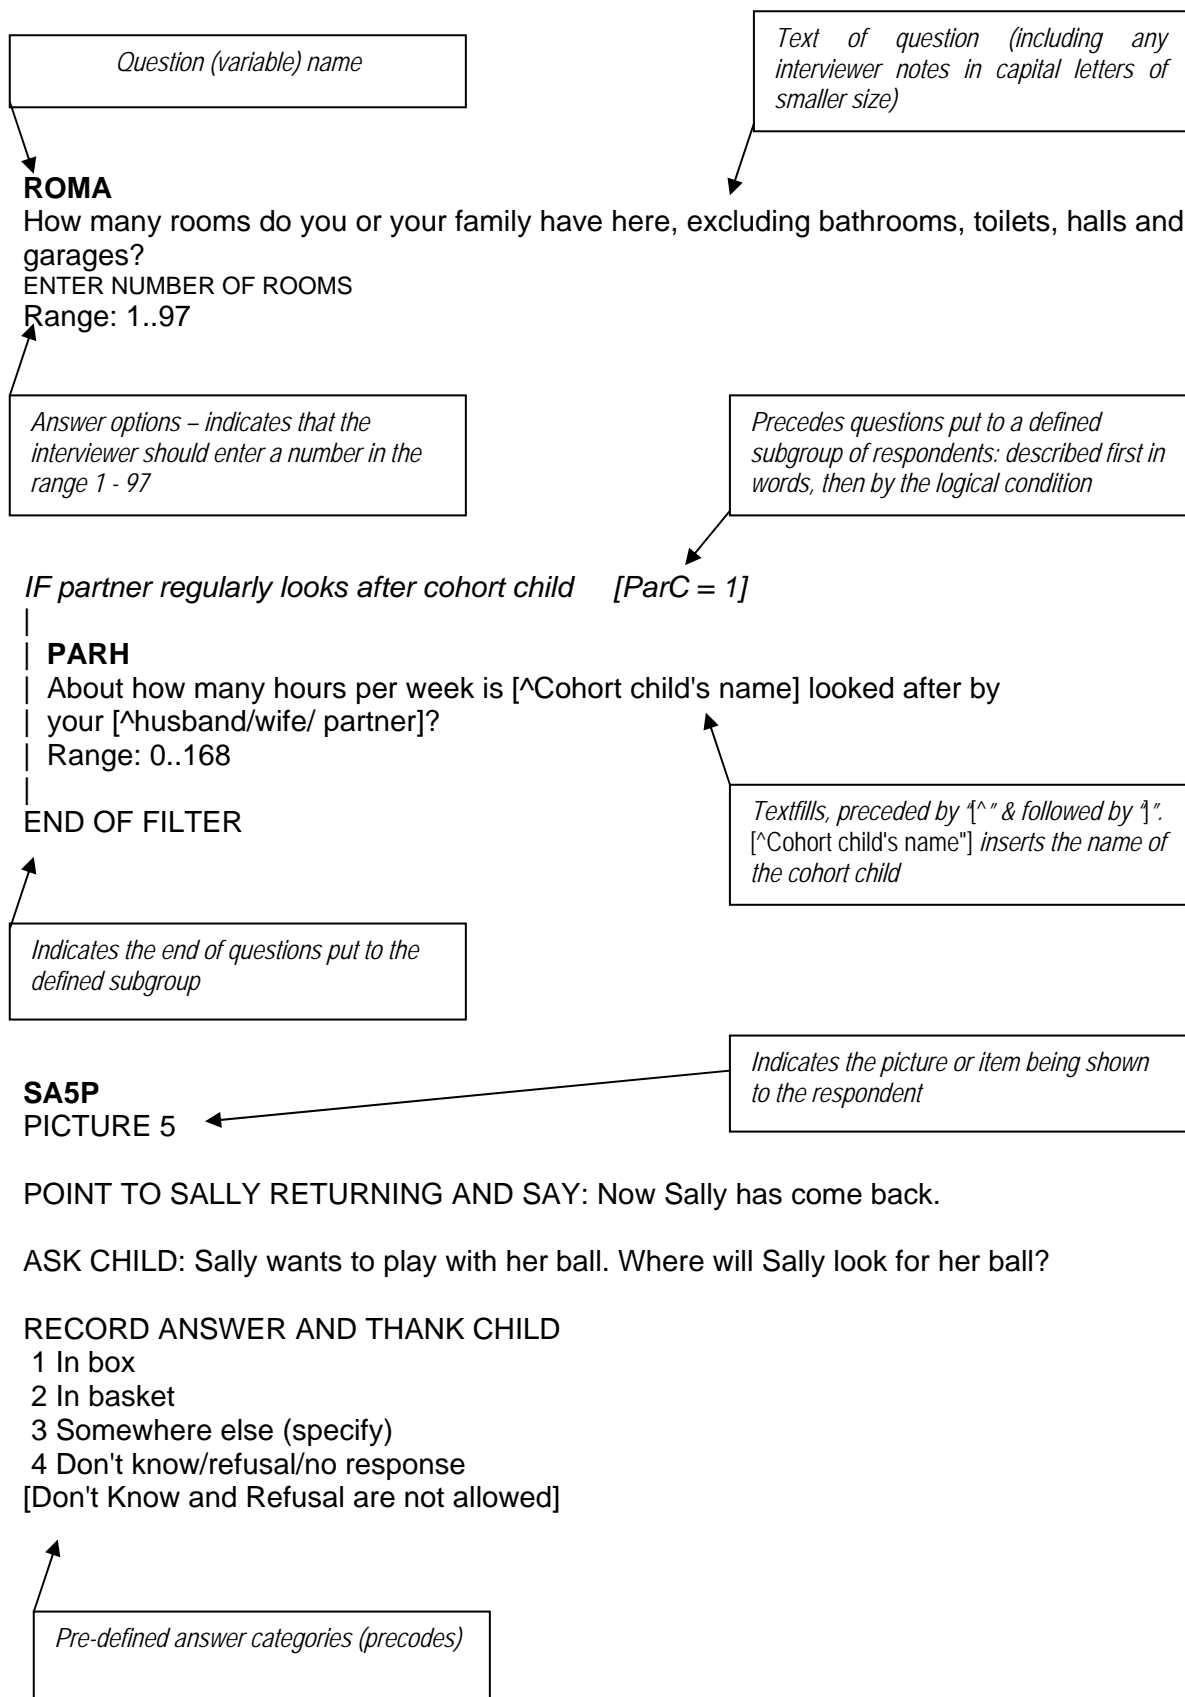 Question (variable) name
Text of question (including any
interviewer notes in capital letters of
smaller size)
ROMA
How many rooms do you or your family have here, excluding bathrooms, toilets, halls and
garages?
ENTER NUMBER OF ROOMS
Range: 1..97
Answer options – indicates that the
interviewer should enter a number in the
range 1 - 97
Precedes questions put to a defined
subgroup of respondents: described first in
words, then by the logical condition
IF partner regularly looks after cohort child [ParC = 1]
|
| PARH
| About how many hours per week is [^Cohort child's name] looked after by
| your [^husband/wife/ partner]?
| Range: 0..168
|
END OF FILTER
Textfills, preceded by "[^" & followed by "]".
[^Cohort child's name"] inserts the name of
the cohort child
Indicates the end of questions put to the
defined subgroup
Indicates the picture or item being shown
to the respondent
SA5P
PICTURE 5
POINT TO SALLY RETURNING AND SAY: Now Sally has come back.
ASK CHILD: Sally wants to play with her ball. Where will Sally look for her ball?
RECORD ANSWER AND THANK CHILD
1 In box
2 In basket
3 Somewhere else (specify)
4 Don't know/refusal/no response
[Don't Know and Refusal are not allowed]
Pre-defined answer categories (precodes)